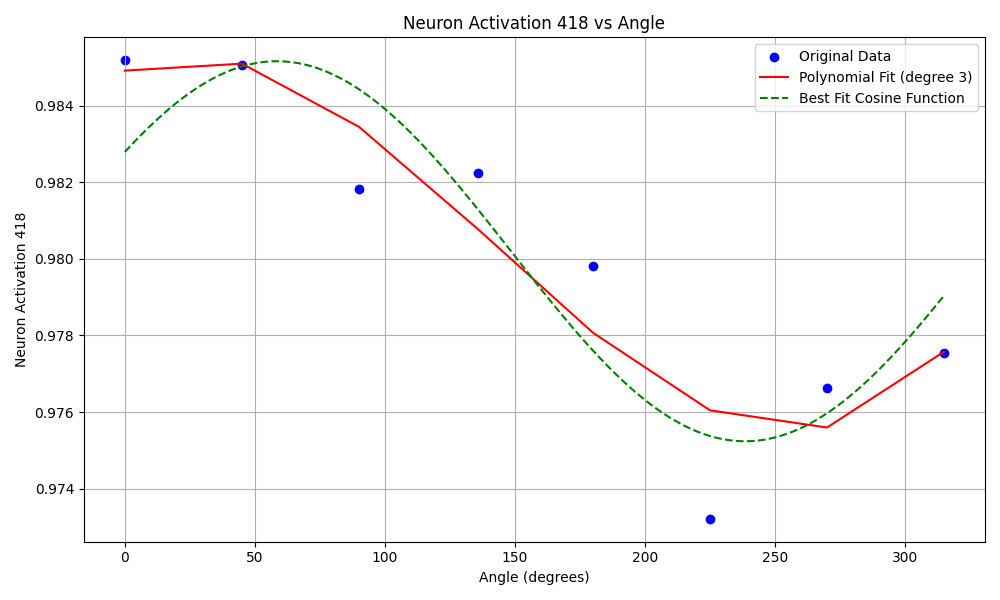 Neuron Activation 418 vs Angle
Original Data
Polynomial Fit (degree 3)
Best Fit Cosine Function
0.984
0.982
0.980
0.978
0.976
0.974
Neuron Activation 418
0 50 100 150 200 250 300
Angle (degrees)